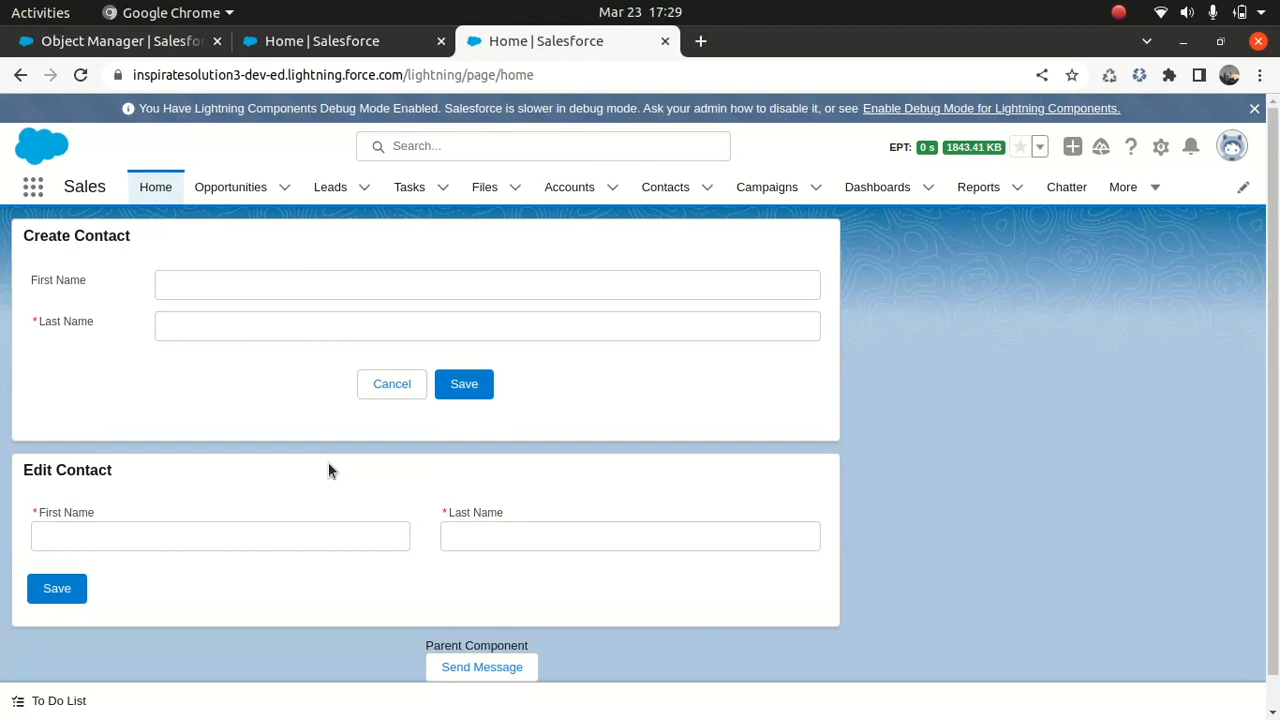 Activities Google Chrome Mar 23 17:29
Object Manager | Salesfo Home | Salesforce Home | Salesforce
inspiratesolution3-dev-ed.lightning.force.com/lightning/page/home
You Have Lightning Components Debug Mode Enabled. Salesforce is slower in debug mode. Ask your admin how to disable it, or see Enable Debug Mode for Lightning Components.
Search... EPT: 0 s 1843.41 KB
Sales Home Opportunities Leads Tasks Files Accounts Contacts Campaigns Dashboards Reports Chatter More
Create Contact
First Name
*Last Name
Cancel Save
Edit Contact
*First Name *Last Name
Save
Parent Component
Send Message
To Do List